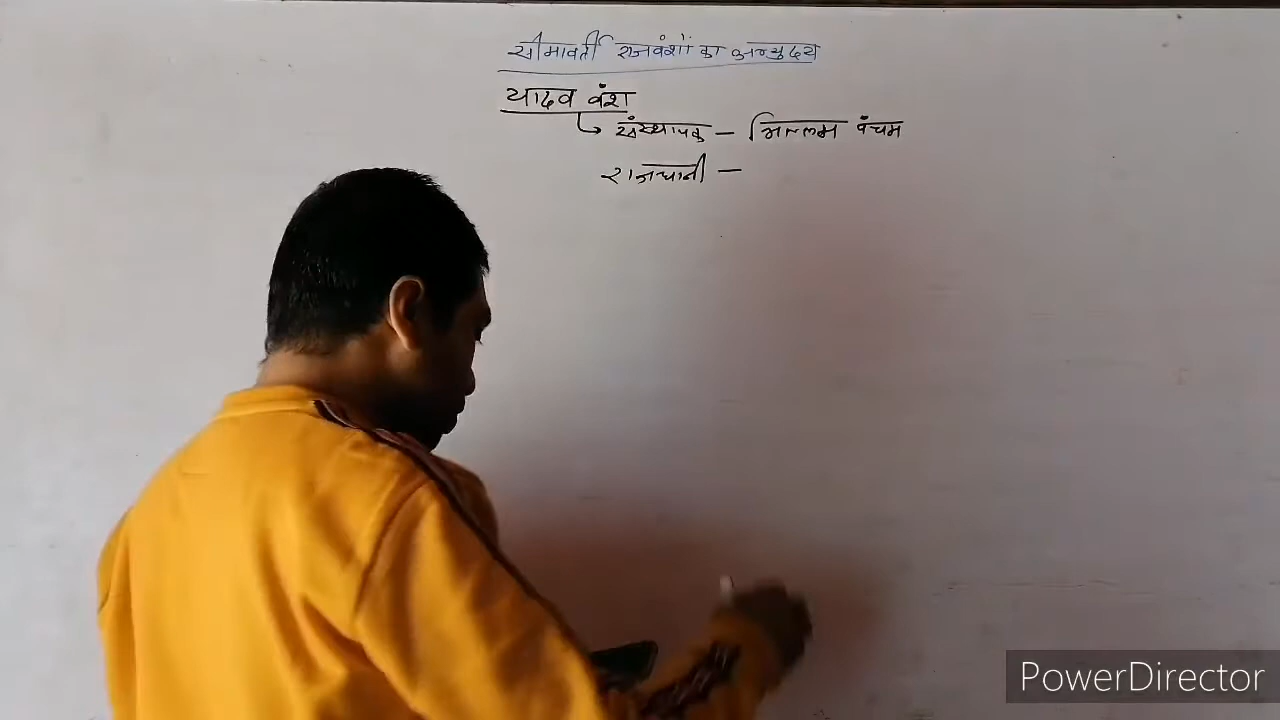 सीमावर्ती राजवंशों का अभ्युदय
यादव वंश
संस्थापक – भिल्लम पंचम
राजधानी –
PowerDirector